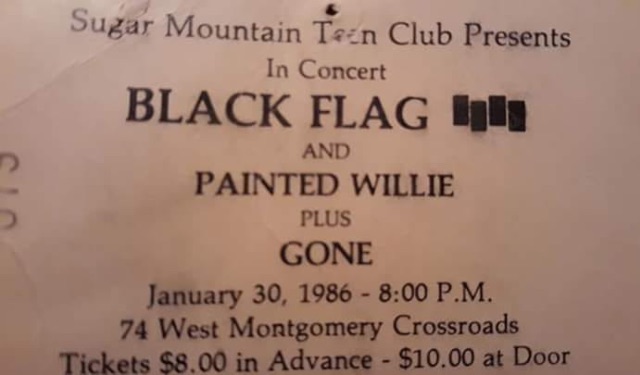 Sugar Mountain Teen Club Presents
In Concert
BLACK FLAG
AND
PAINTED WILLIE
PLUS
GONE
January 30, 1986 - 8:00 P.M.
74 West Montgomery Crossroads
Tickets $8.00 in Advance - $10.00 at Door